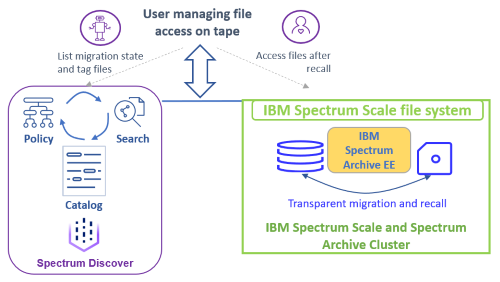 User managing file
access on tape
List migration state
and tag files
Access files after
recall
Policy
Search
Catalog
Spectrum Discover
IBM Spectrum Scale file system
IBM
Spectrum
Archive EE
Transparent migration and recall
IBM Spectrum Scale and Spectrum
Archive Cluster